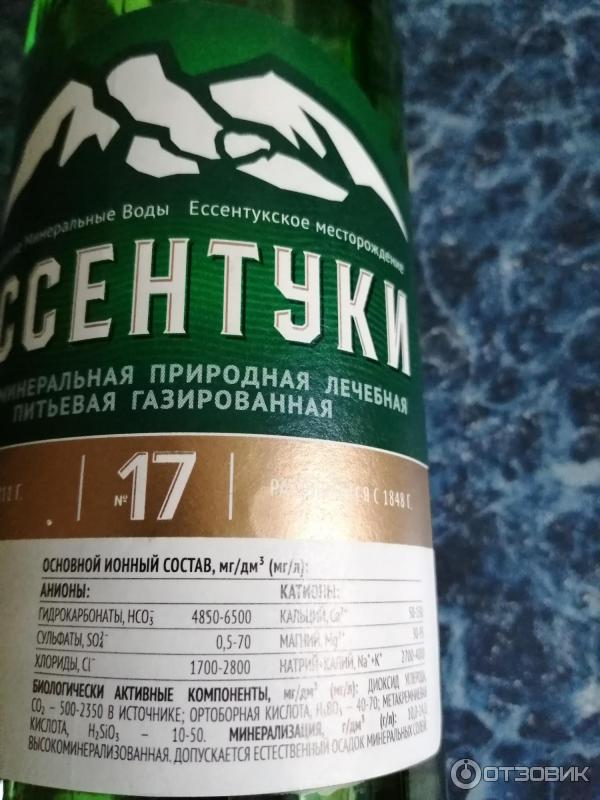 Минеральные Воды Ессентукское месторождение
ССЕНТУКИ
МИНЕРАЛЬНАЯ ПРИРОДНАЯ ЛЕЧЕБНАЯ
ПИТЬЕВАЯ ГАЗИРОВАННАЯ
№17 С 1848 Г.
ОСНОВНОЙ ИОННЫЙ СОСТАВ, мг/дм³ (мг/л):
АНИОНЫ: КАТИОНЫ:
ГИДРОКАРБОНАТЫ, HCO₃⁻ 4850-6500 КАЛЬЦИЙ, Ca²⁺
СУЛЬФАТЫ, SO₄²⁻ 0,5-70 МАГНИЙ, Mg²⁺
ХЛОРИДЫ, Cl⁻ 1700-2800 НАТРИЙ+КАЛИЙ, Na⁺+K⁺
БИОЛОГИЧЕСКИ АКТИВНЫЕ КОМПОНЕНТЫ, мг/дм³ (мг/л): ДИОКСИД УГЛЕРОДА,
CO₂ – 500-2350 В ИСТОЧНИКЕ; ОРТОБОРНАЯ КИСЛОТА, H₃BO₃ – 40-70; МЕТАКРЕМНИЕВАЯ
КИСЛОТА, H₂SiO₃ – 10-50. МИНЕРАЛИЗАЦИЯ, г/дм³ (г/л):
ВЫСОКОМИНЕРАЛИЗОВАННАЯ. ДОПУСКАЕТСЯ ЕСТЕСТВЕННЫЙ ОСАДОК МИНЕРАЛЬНЫХ СОЛЕЙ
ОТЗОВИК